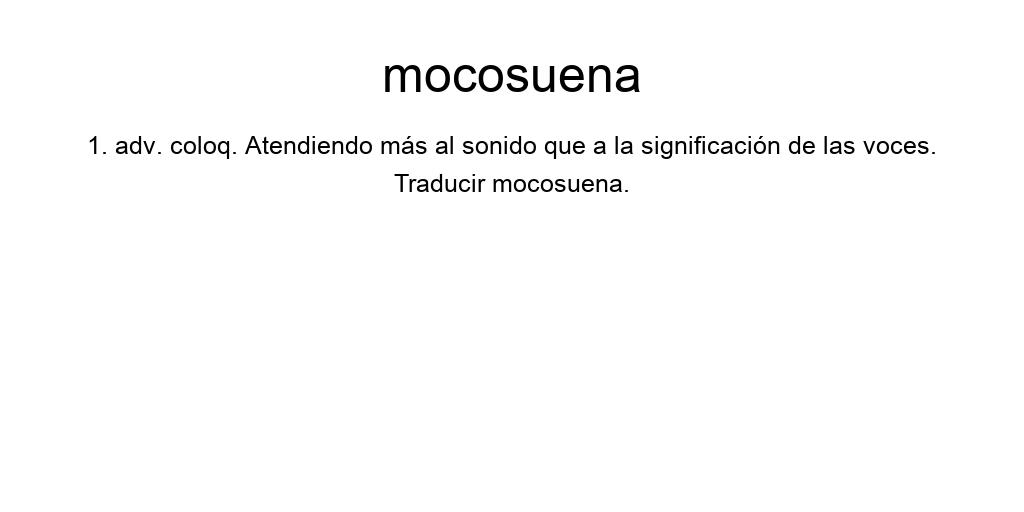 mocosuena
1. adv. coloq. Atendiendo más al sonido que a la significación de las voces.
Traducir mocosuena.